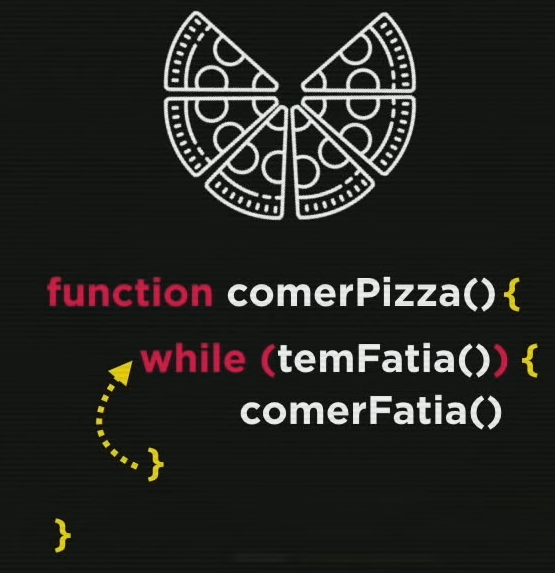 function comerPizza() {
while (temFatia()) {
comerFatia()
}
}